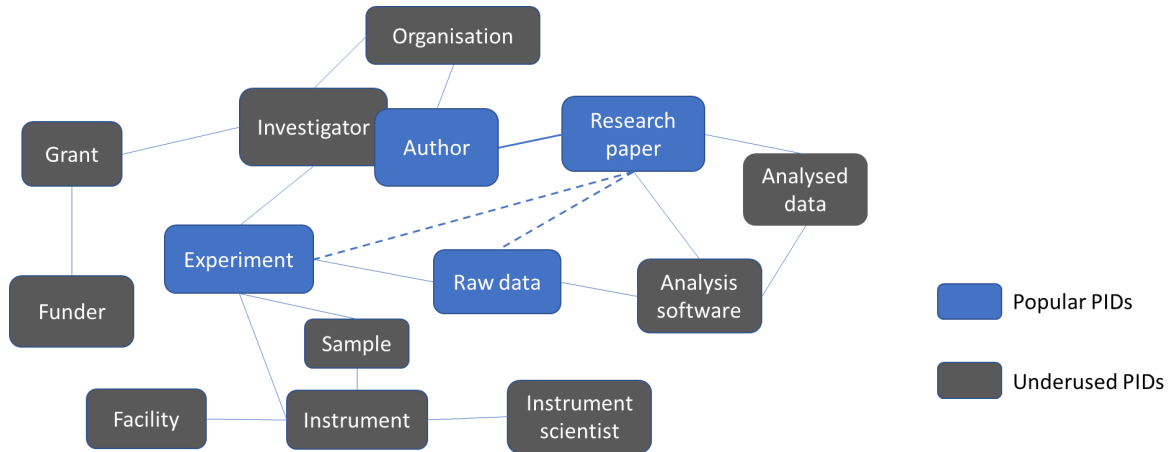 Organisation
Investigator
Author
Research
paper
Grant
Analysed
data
Experiment
Raw data
Analysis
software
Funder
Popular PIDs
Sample
Underused PIDs
Facility
Instrument
Instrument
scientist